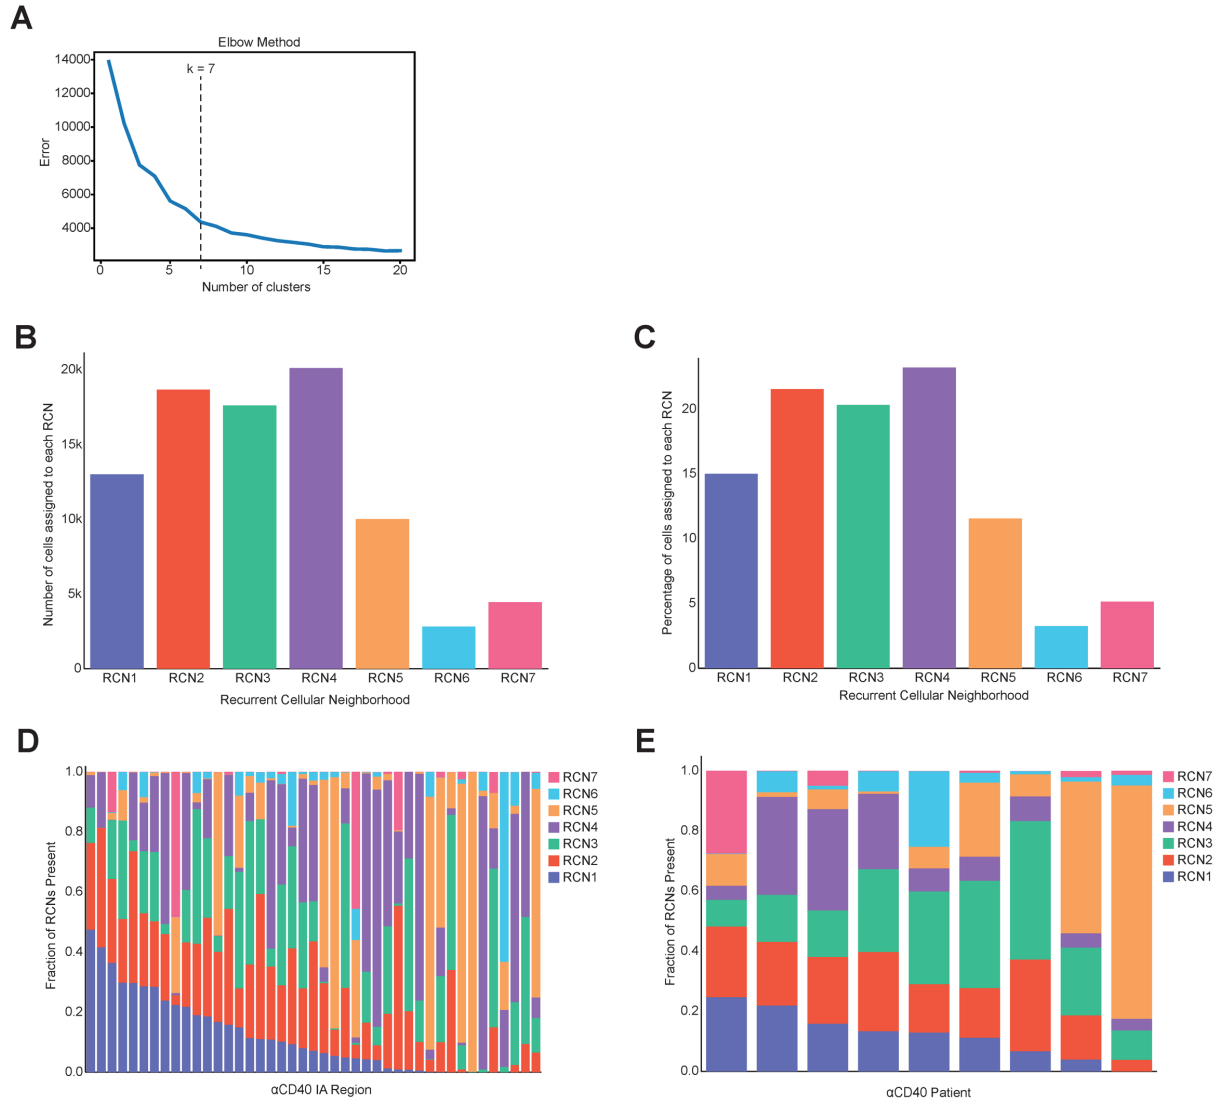 A
Elbow Method
k = 7
14000
12000
10000
8000
6000
4000
Error
0 5 10 15 20
Number of clusters
B
20k
15k
10k
5k
0
Number of cells assigned to each RCN
RCN1 RCN2 RCN3 RCN4 RCN5 RCN6 RCN7
Recurrent Cellular Neighborhood
C
20
15
10
5
0
Percentage of cells assigned to each RCN
RCN1 RCN2 RCN3 RCN4 RCN5 RCN6 RCN7
Recurrent Cellular Neighborhood
D
1.0
0.8
0.6
0.4
0.2
0.0
Fraction of RCNs Present
αCD40 IA Region
RCN7
RCN6
RCN5
RCN4
RCN3
RCN2
RCN1
E
1.0
0.8
0.6
0.4
0.2
0.0
Fraction of RCNs Present
αCD40 Patient
RCN7
RCN6
RCN5
RCN4
RCN3
RCN2
RCN1